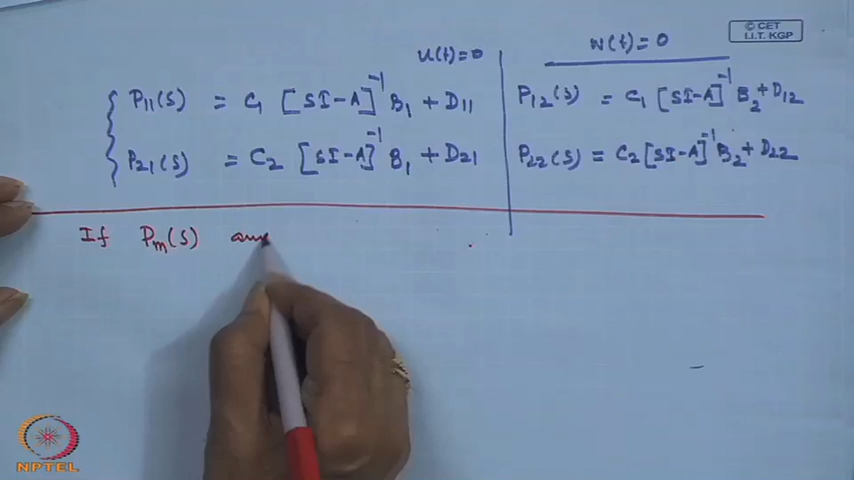 © CET
I.I.T. KGP
u(t)=0
W(t)=0
P11(s) = C1 [SI-A]^-1 B1 + D11
P12(s) = C1 [SI-A]^-1 B2 + D12
P21(s) = C2 [SI-A]^-1 B1 + D21
P22(s) = C2 [SI-A]^-1 B2 + D22
If Pm(s)
NPTEL